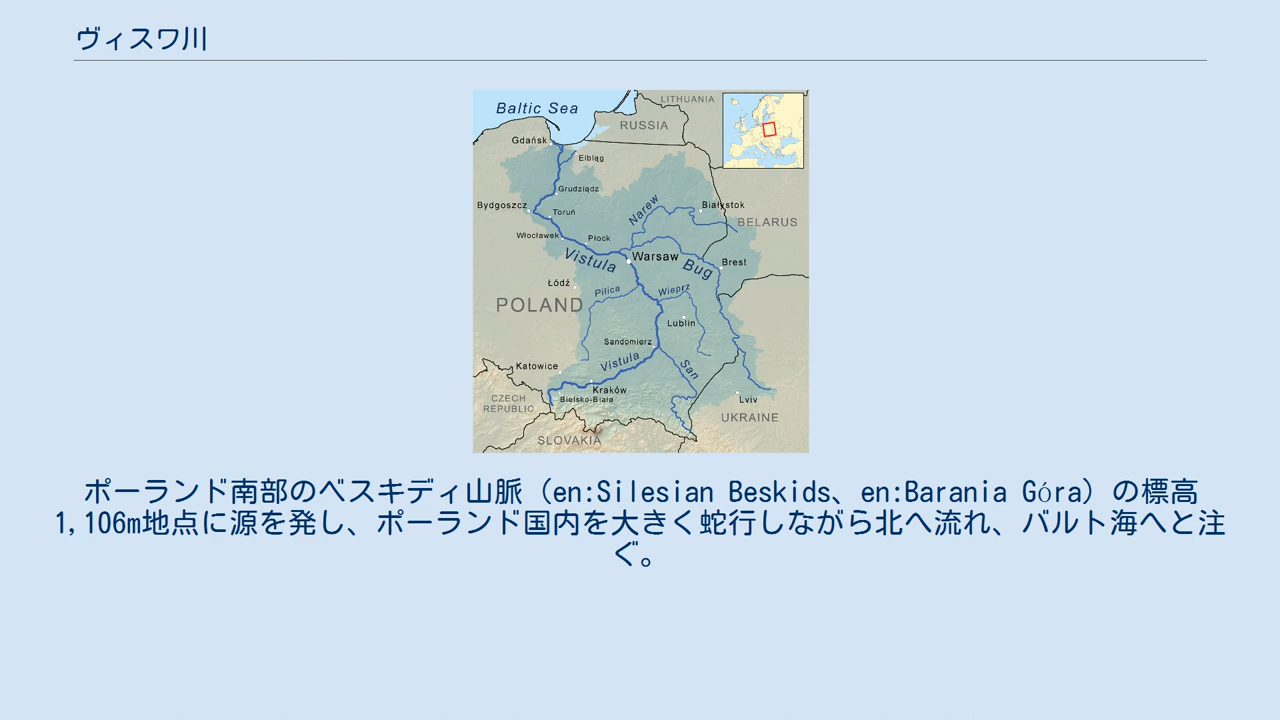 ヴィスワ川
Baltic Sea
LITHUANIA
RUSSIA
Gdańsk
Elbląg
Grudziądz
Bydgoszcz
Toruń
Narew
Białystok
BELARUS
Włocławek
Płock
Vistula
Warsaw
Bug
Brest
Łódź
Pilica
Wieprz
POLAND
Lublin
Sandomierz
Vistula
San
Katowice
Kraków
CZECH
REPUBLIC
Bielsko-Biała
Lviv
UKRAINE
SLOVAKIA
ポーランド南部のベスキディ山脈（en:Silesian Beskids、en:Barania Góra）の標高
1,106m地点に源を発し、ポーランド国内を大きく蛇行しながら北へ流れ、バルト海へと注
ぐ。